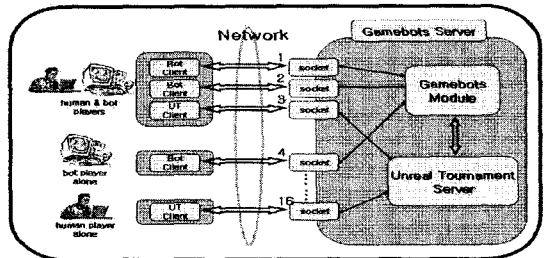 Network
Gamebots Server
human & bot
players
Bot
Client
Bot
Client
UT
Client
1
2
3
socket
socket
socket
Gamebots
Module
bot player
alone
Bot
Client
4
socket
Unreal Tournament
Server
human player
alone
UT
Client
16
socket